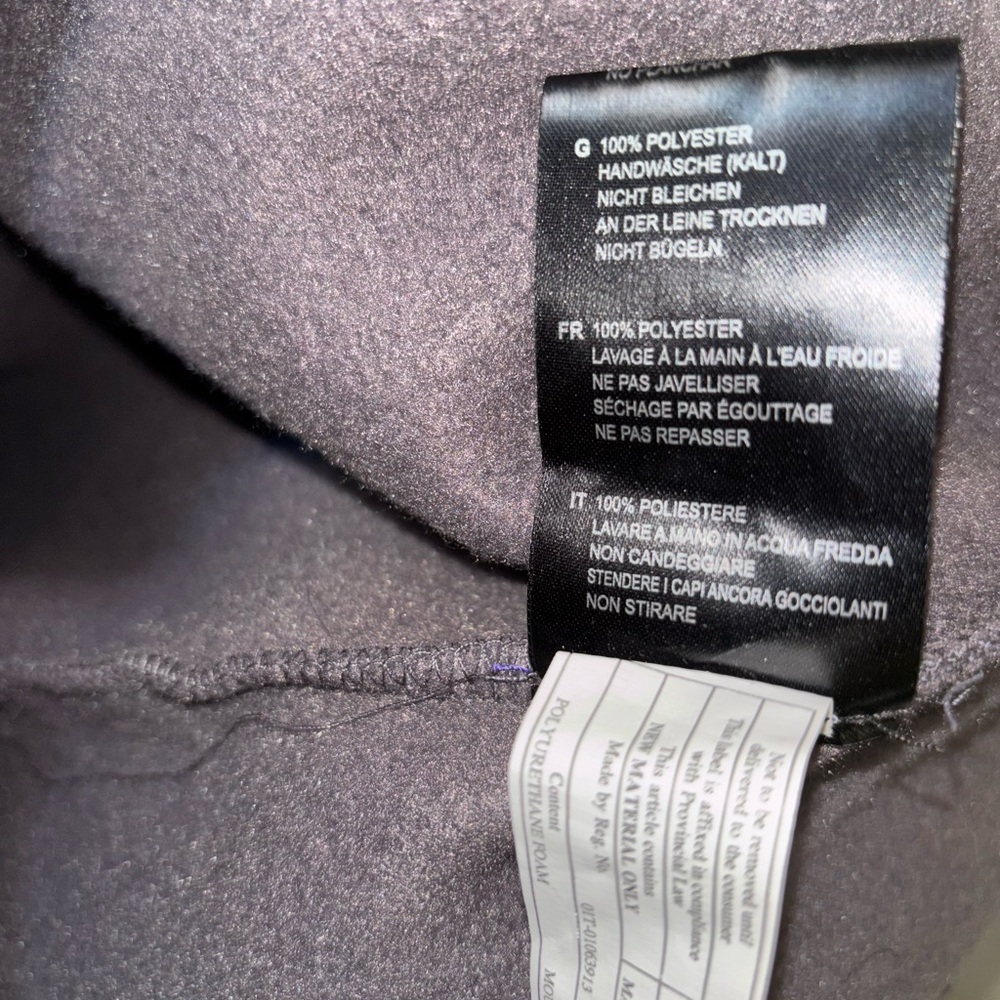 NO PLANCHAR
G 100% POLYESTER
HANDWÄSCHE (KALT)
NICHT BLEICHEN
AN DER LEINE TROCKNEN
NICHT BÜGELN
FR 100% POLYESTER
LAVAGE À LA MAIN À L'EAU FROIDE
NE PAS JAVELLISER
SÉCHAGE PAR ÉGOUTTAGE
NE PAS REPASSER
IT 100% POLIESTERE
LAVARE A MANO IN ACQUA FREDDA
NON CANDEGGIARE
STENDERE I CAPI ANCORA GOCCIOLANTI
NON STIRARE
Not to be removed until
delivered to the consumer
This label is affixed in compliance
with Provincial Law
This article contains
NEW MATERIAL ONLY
Made by Reg. No
01T-01063913
Content
POLYURETHANE FOAM